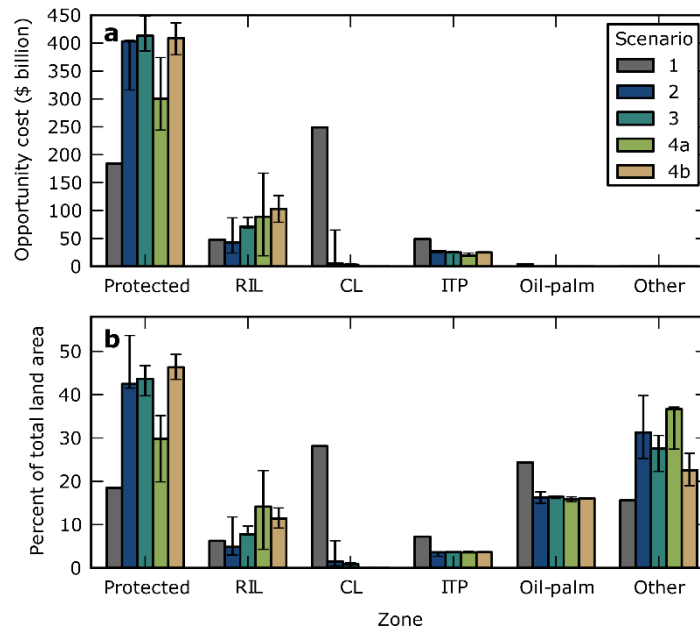 a
Opportunity cost ($ billion)
450
400
350
300
250
200
150
100
50
0
Scenario
1
2
3
4a
4b
Protected RIL CL ITP Oil-palm Other
b
Percent of total land area
50
40
30
20
10
0
Protected RIL CL ITP Oil-palm Other
Zone